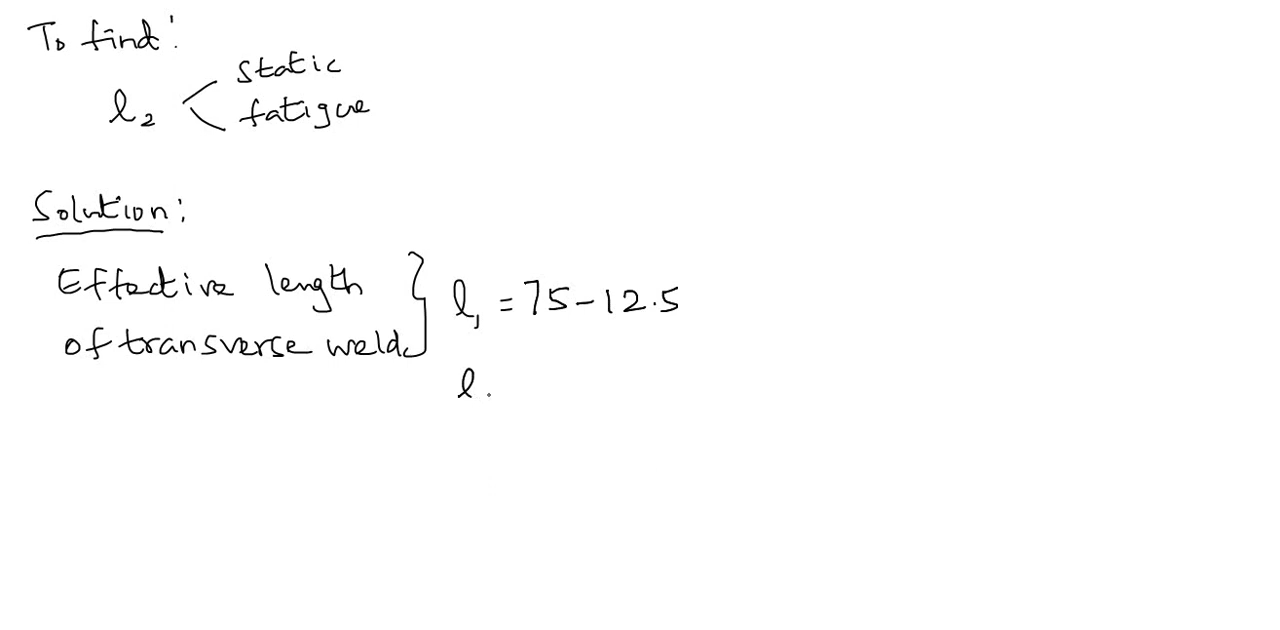 To find:
l₂ < static
fatigue
Solution:
Effective length
of transverse weld } l₁ = 75 - 12.5
l.